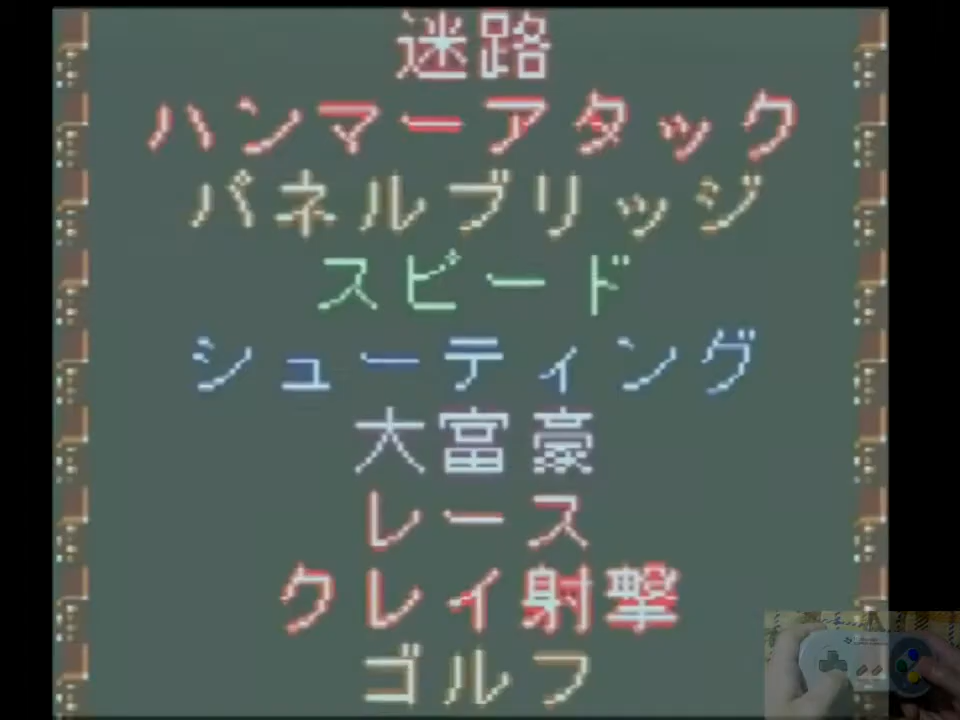 迷路
ハンマーアタック
パネルブリッジ
スピード
シューティング
大富豪
レース
クレイ射撃
ゴルフ